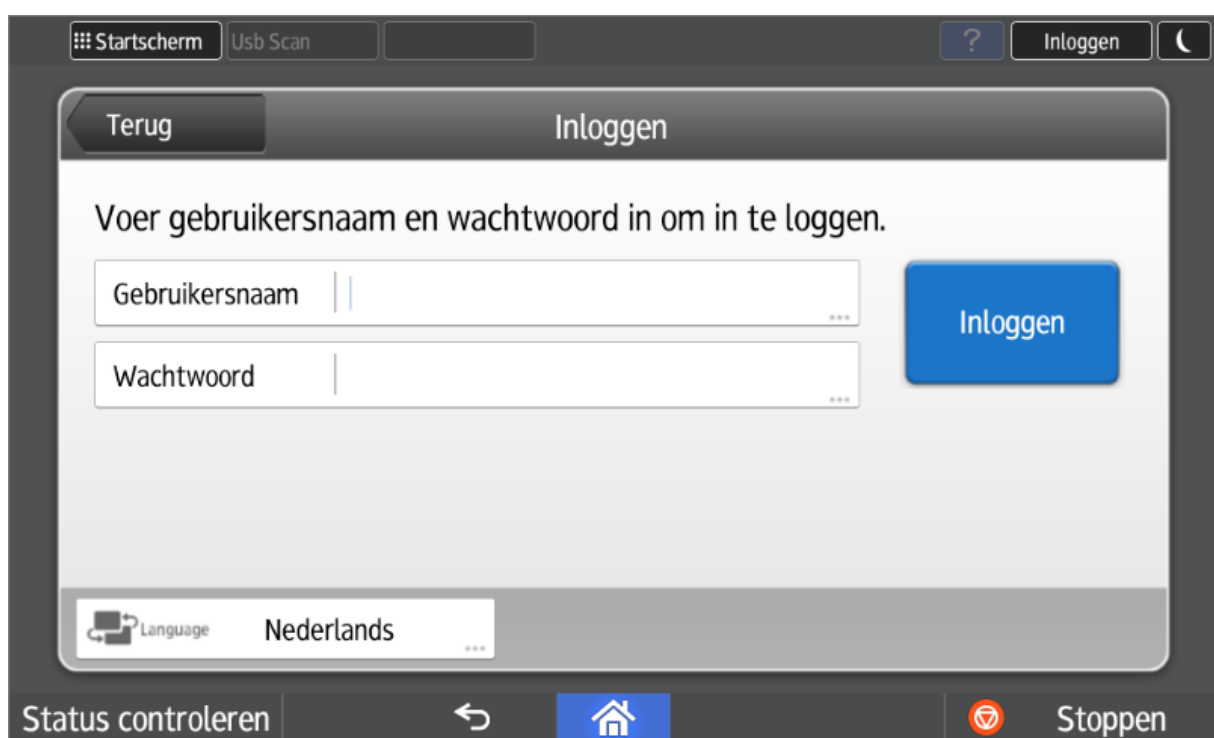 Startscherm Usb Scan ? Inloggen
Terug Inloggen
Voer gebruikersnaam en wachtwoord in om in te loggen.
Gebruikersnaam ...
Inloggen
Wachtwoord ...
Language Nederlands ...
Status controleren Stoppen